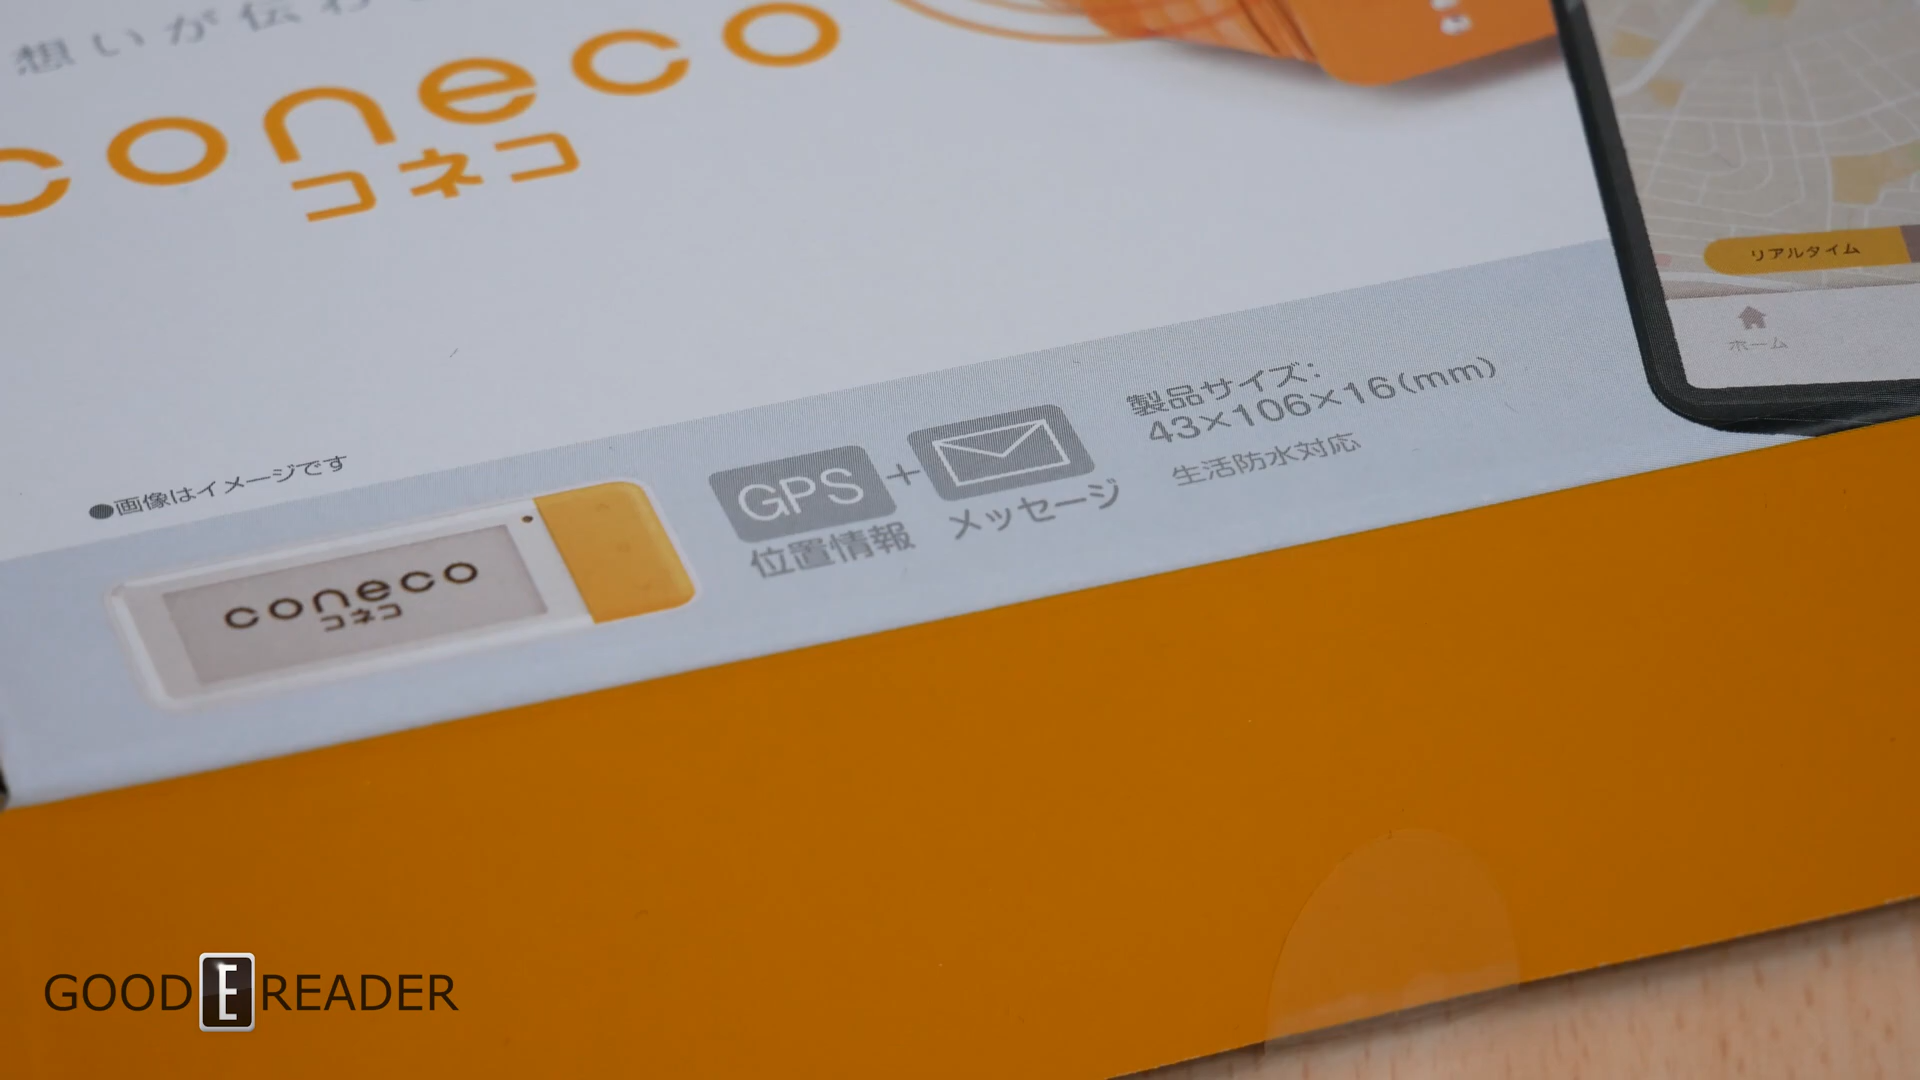 想いが伝わ
coneco
コネコ
リアルタイム
ホーム
製品サイズ:
43×106×16(mm)
生活防水対応
GPS
+
位置情報
メッセージ
●画像はイメージです
coneco
コネコ
GOOD E READER